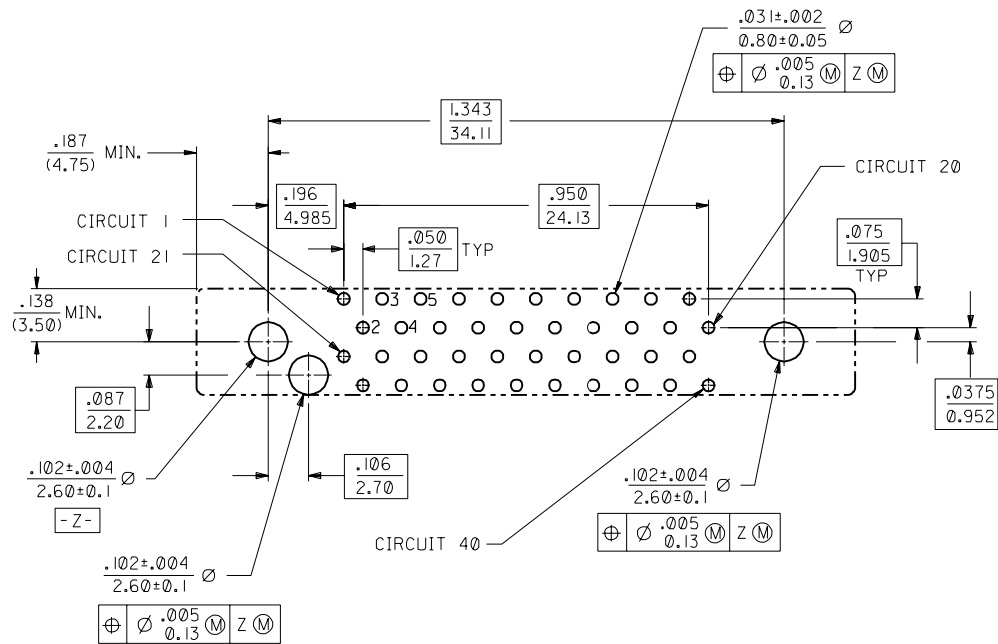 .031±.002
0.80±0.05 Ø
⌖ Ø .005 Ⓜ Z Ⓜ
0.13
1.343
34.11
.187
(4.75) MIN.
CIRCUIT 20
.196
4.985
.950
24.13
CIRCUIT 1
.050
1.27 TYP
.075
1.905
TYP
CIRCUIT 21
3 5
.138
(3.50) MIN.
2 4
.087
2.20
.0375
0.952
.106
2.70
.102±.004
2.60±0.1 Ø
-Z-
.102±.004
2.60±0.1 Ø
⌖ Ø .005 Ⓜ Z Ⓜ
0.13
CIRCUIT 40
.102±.004
2.60±0.1 Ø
⌖ Ø .005 Ⓜ Z Ⓜ
0.13